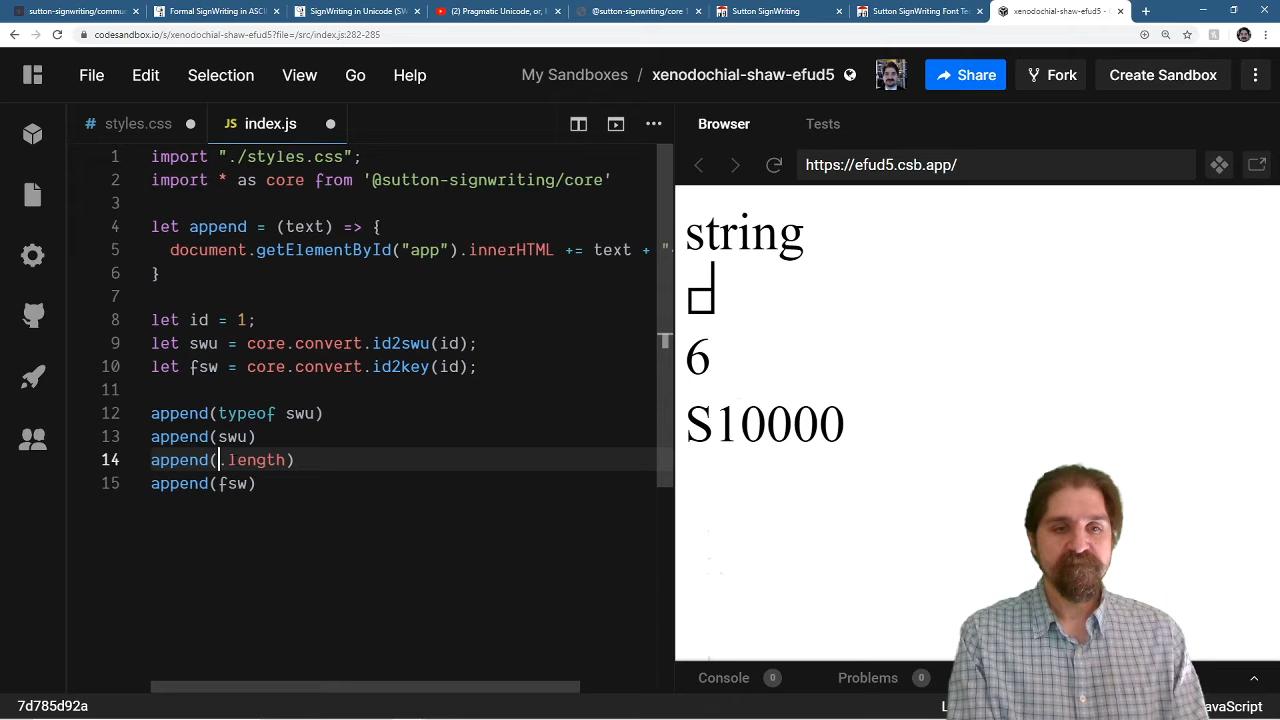 sutton-signwriting/commu
Formal SignWriting in ASCII
SignWriting in Unicode (SW
(2) Pragmatic Unicode, or,
@sutton-signwriting/core 1
Sutton SignWriting
Sutton SignWriting Font Te
xenodochial-shaw-efud5 -
codesandbox.io/s/xenodochial-shaw-efud5?file=/src/index.js:282-285
File Edit Selection View Go Help
My Sandboxes / xenodochial-shaw-efud5
Share
Fork
Create Sandbox
# styles.css
JS index.js
Browser Tests
https://efud5.csb.app/
1 import "./styles.css";
2 import * as core from '@sutton-signwriting/core'
3
4 let append = (text) => {
5 document.getElementById("app").innerHTML += text + "
6 }
7
8 let id = 1;
9 let swu = core.convert.id2swu(id);
10 let fsw = core.convert.id2key(id);
11
12 append(typeof swu)
13 append(swu)
14 append(.length)
15 append(fsw)
string
6
S10000
Console 0 Problems 0
7d785d92a
L
JavaScript